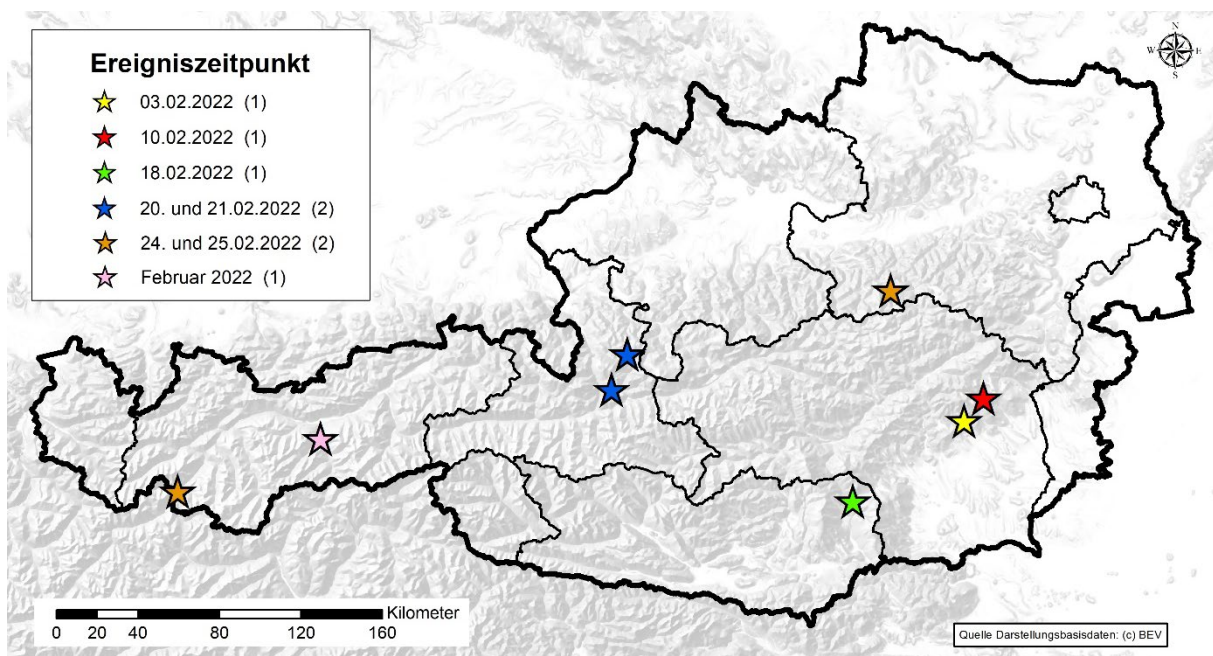 Ereigniszeitpunkt
03.02.2022 (1)
10.02.2022 (1)
18.02.2022 (1)
20. und 21.02.2022 (2)
24. und 25.02.2022 (2)
Februar 2022 (1)
N
W E
S
Kilometer
0 20 40 80 120 160
Quelle Darstellungsbasisdaten: (c) BEV